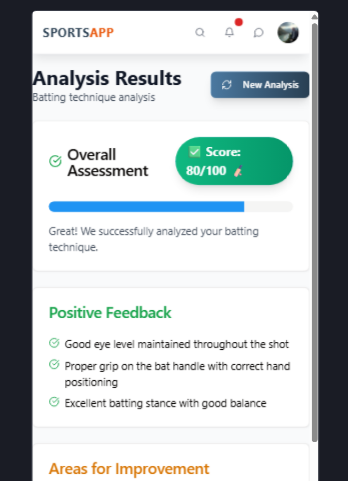 SPORTSAPP
Analysis Results
Batting technique analysis
New Analysis
Overall
Assessment
✅ Score:
80/100
Great! We successfully analyzed your batting
technique.
Positive Feedback
Good eye level maintained throughout the shot
Proper grip on the bat handle with correct hand
positioning
Excellent batting stance with good balance
Areas for Improvement